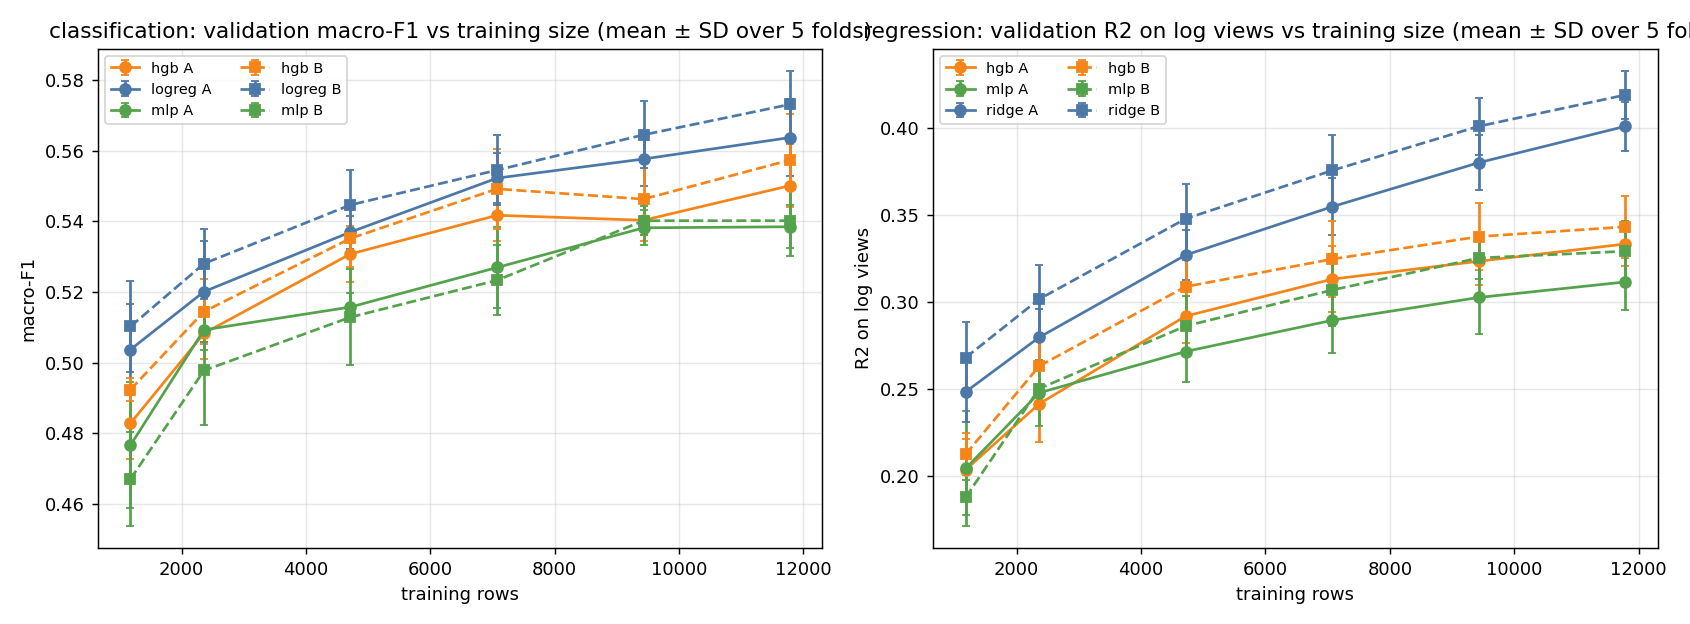 classification: validation macro-F1 vs training size (mean ± SD over 5 folds)
hgb A
logreg A
mlp A
hgb B
logreg B
mlp B
macro-F1
0.58
0.56
0.54
0.52
0.50
0.48
0.46
2000
4000
6000
8000
10000
12000
training rows
regression: validation R2 on log views vs training size (mean ± SD over 5 fol
hgb A
mlp A
ridge A
hgb B
mlp B
ridge B
R2 on log views
0.40
0.35
0.30
0.25
0.20
2000
4000
6000
8000
10000
12000
training rows